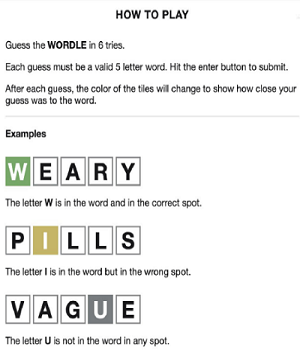 HOW TO PLAY
Guess the WORDLE in 6 tries.
Each guess must be a valid 5 letter word. Hit the enter button to submit.
After each guess, the color of the tiles will change to show how close your
guess was to the word.
Examples
WEARY
The letter W is in the word and in the correct spot.
PILLS
The letter I is in the word but in the wrong spot.
VAGUE
The letter U is not in the word in any spot.